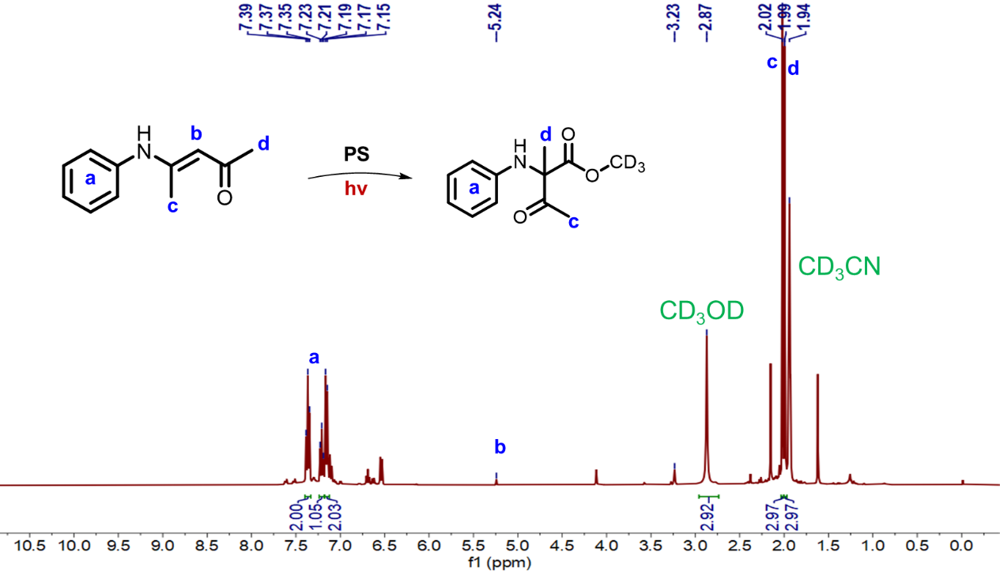 7.39
7.37
7.35
7.23
7.21
7.19
7.17
7.15
5.24
3.23
2.87
2.02
1.99
1.94
c
d
H
N
b
d
a
O
c
PS
hv
H
N
d
O
O
CD3
a
O
c
CD3CN
CD3OD
a
b
2.00
1.05
2.03
2.92
2.97
2.97
10.5 10.0 9.5 9.0 8.5 8.0 7.5 7.0 6.5 6.0 5.5 5.0 4.5 4.0 3.5 3.0 2.5 2.0 1.5 1.0 0.5 0.0
f1 (ppm)